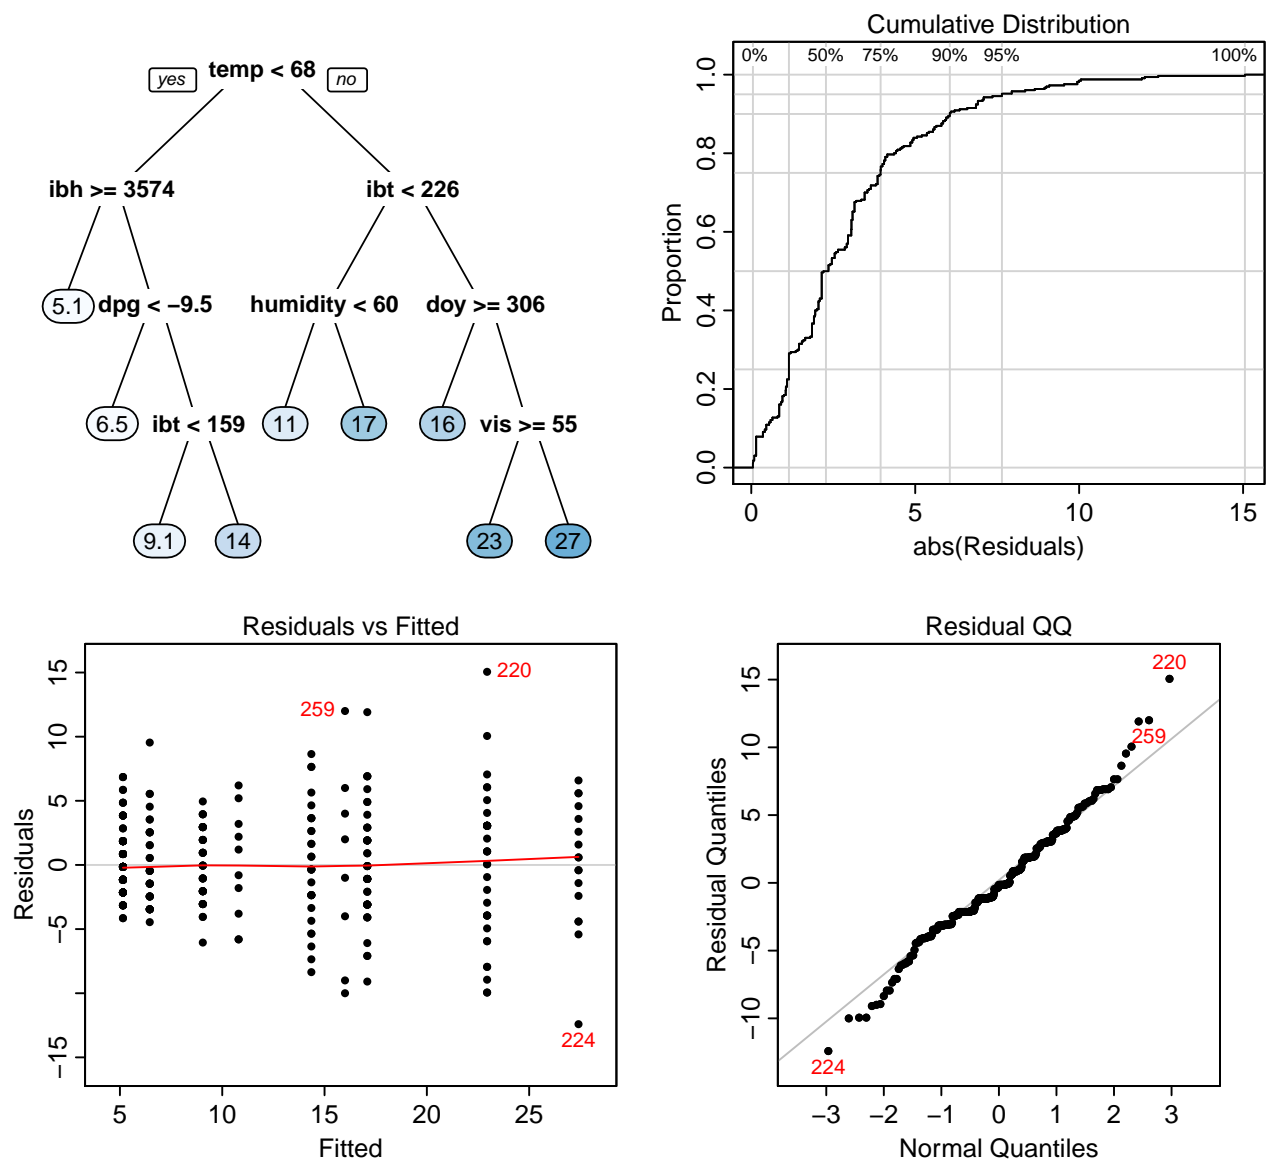 yes temp < 68 no
ibh >= 3574 ibt < 226
5.1 dpg < −9.5 humidity < 60 doy >= 306
6.5 ibt < 159 11 17 16 vis >= 55
9.1 14 23 27
Cumulative Distribution
0% 50% 75% 90% 95% 100%
Proportion
1.0
0.8
0.6
0.4
0.2
0.0
0 5 10 15
abs(Residuals)
Residuals vs Fitted
Residuals
15
10
5
0
−5
−15
220
259
224
5 10 15 20 25
Fitted
Residual QQ
Residual Quantiles
15
10
5
0
−5
−10
220
259
224
−3 −2 −1 0 1 2 3
Normal Quantiles